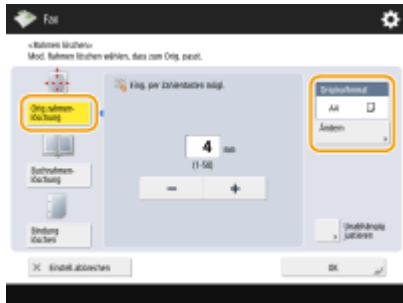 Fax
<Rahmen löschen>
Mod. Rahmen löschen wählen, dass zum Orig. passt.
Orig.rahmen-
löschung
Buchrahmen-
löschung
Bindung
löschen
Eing. per Zahlentasten mögl.
4 mm
(1-50)
− +
Originalformat
A4
Ändern
Unabhängig
justieren
Einstell. abbrechen
OK